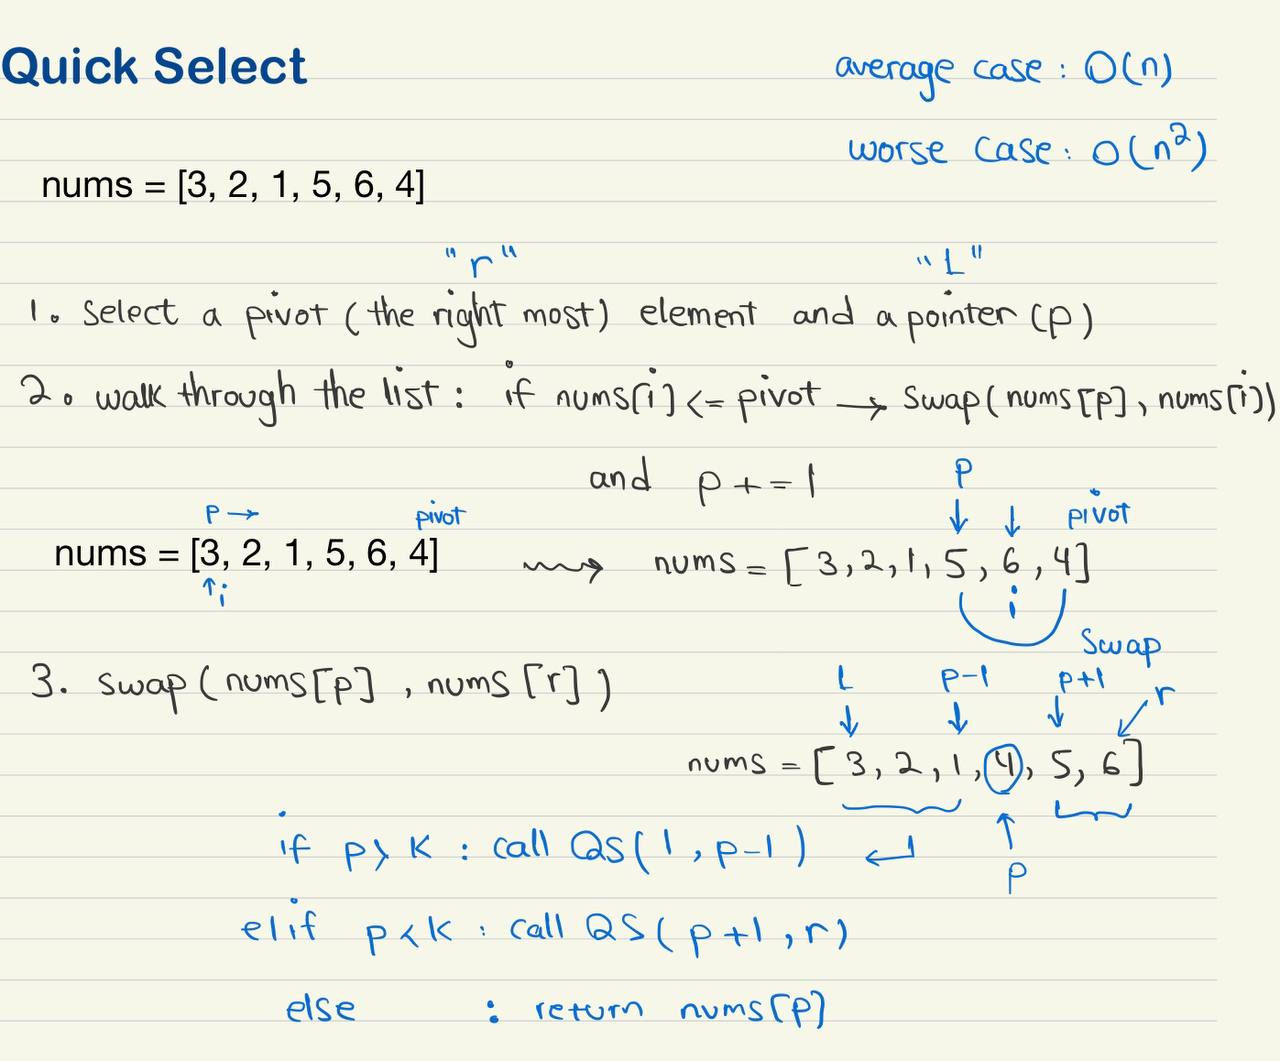 Quick Select
average case : O(n)
worse case : O(n²)
nums = [3, 2, 1, 5, 6, 4]
"r" "L"
1. Select a pivot (the right most) element and a pointer (p)
2. walk through the list : if nums[i] <= pivot → Swap(nums[p], nums[i])
and p += 1
p → pivot
nums = [3, 2, 1, 5, 6, 4]
↑ i
p ↓ ↓ pivot
nums = [3, 2, 1, 5, 6, 4]
i
Swap
3. swap(nums[p], nums[r])
L p-1 p+1 r
nums = [3, 2, 1, 4, 5, 6]
p
if p > K : call QS(l, p-1)
elif p < K : call QS(p+1, r)
else : return nums[p]